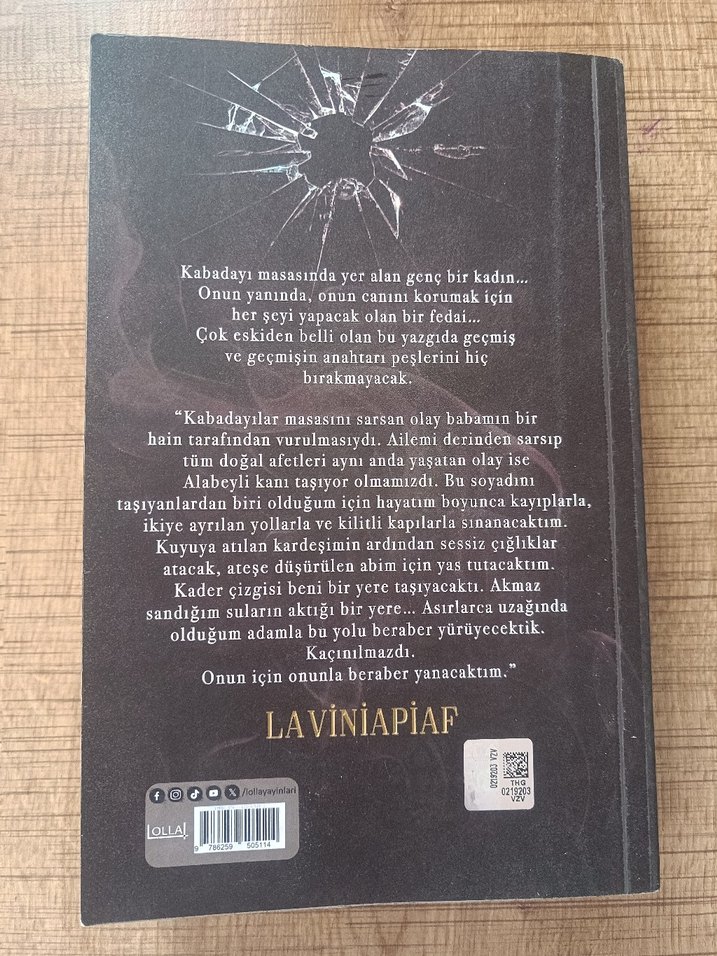 Kabadayı masasında yer alan genç bir kadın...
Onun yanında, onun canını korumak için
her şeyi yapacak olan bir fedai...
Çok eskiden belli olan bu yazgıda geçmiş
ve geçmişin anahtarı peşlerini hiç
bırakmayacak.
“Kabadayılar masasını sarsan olay babamın bir
hain tarafından vurulmasıydı. Ailemi derinden sarsıp
tüm doğal afetleri aynı anda yaşatan olay ise
Alabeyli kanı taşıyor olmamızdı. Bu soyadını
taşıyanlardan biri olduğum için hayatım boyunca kayıplarla,
ikiye ayrılan yollarla ve kilitli kapılarla sınanacaktım.
Kuyuya atılan kardeşimin ardından sessiz çığlıklar
atacak, ateşe düşürülen abim için yas tutacaktım.
Kader çizgisi beni bir yere taşıyacaktı. Akmaz
sandığım suların aktığı bir yere... Asırlarca uzağında
olduğum adamla bu yolu beraber yürüyecektik.
Kaçınılmazdı.
Onun için onunla beraber yanacaktım.”
LAVİNİAPİAF
0219203 VZV
THG
0219203
VZV
/lollayayinlari
LOLLA
9 786259 505114